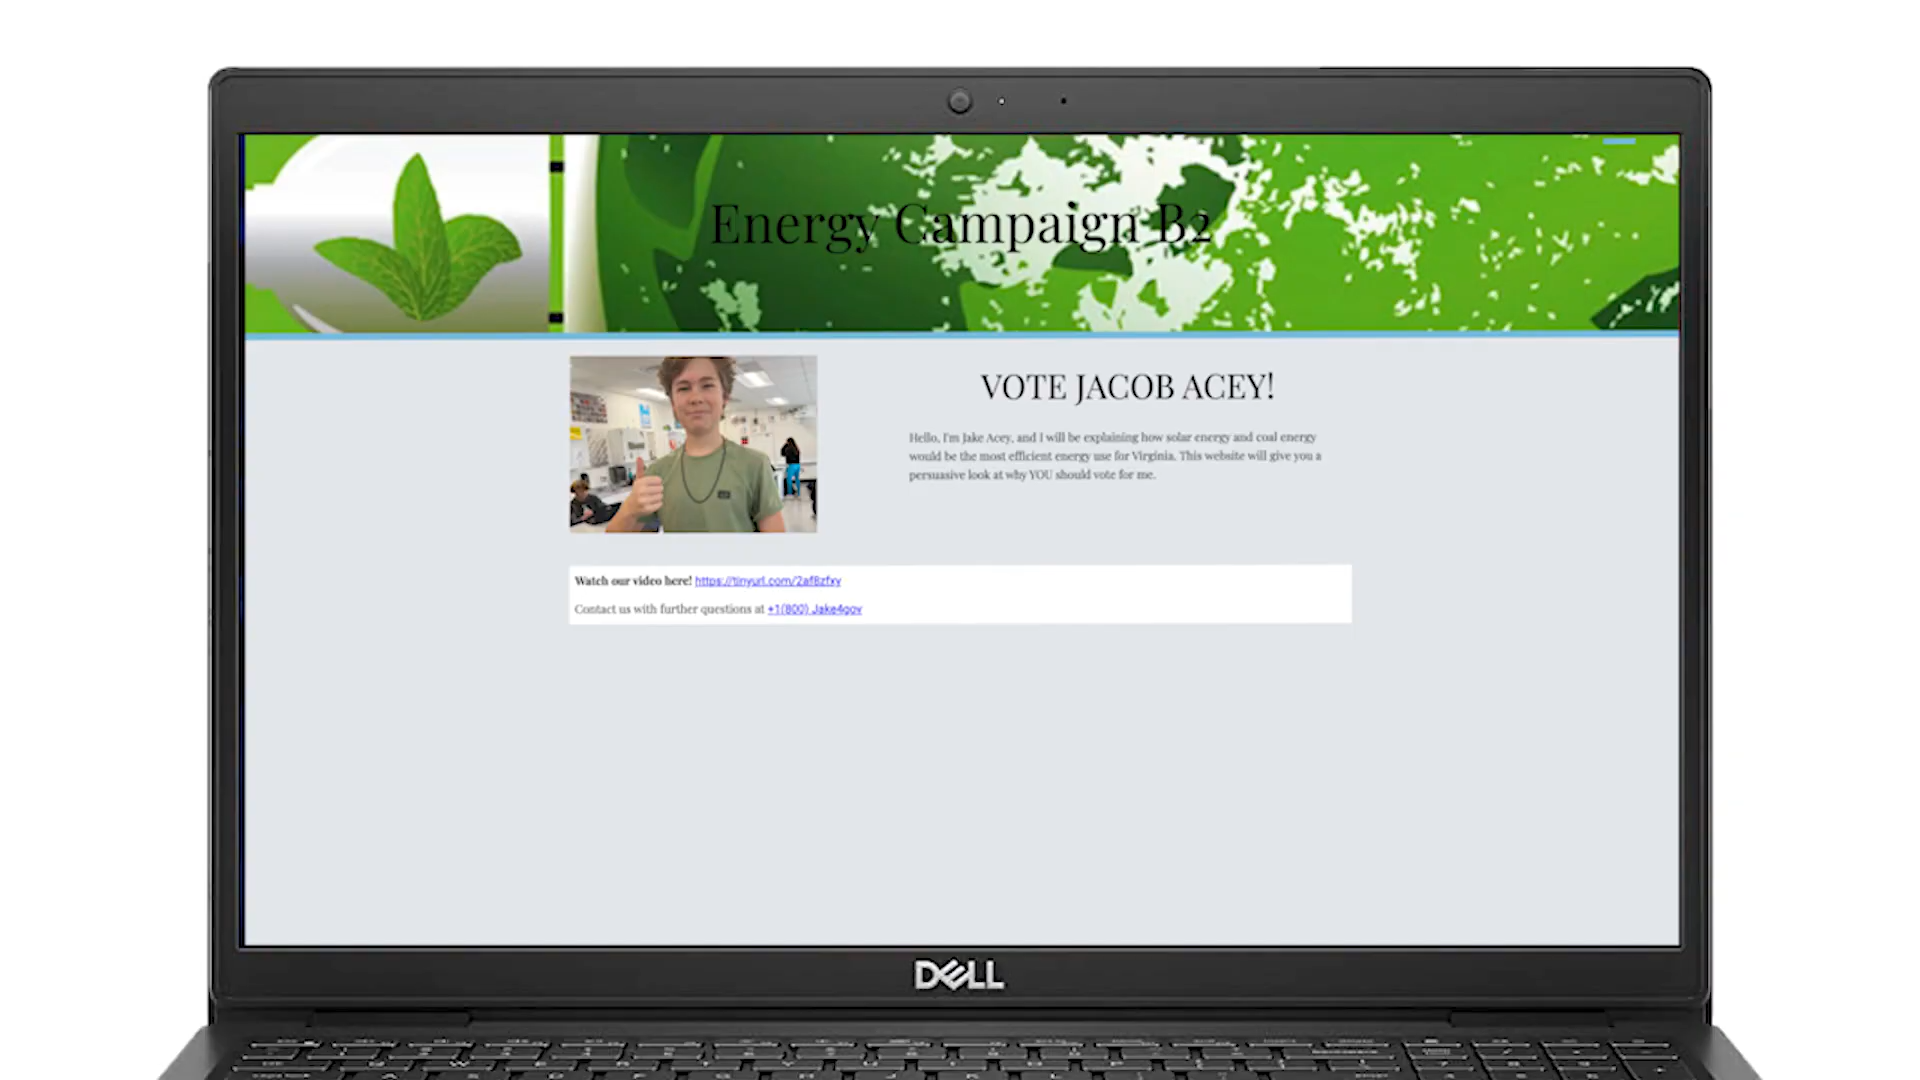 Energy Campaign B2
VOTE JACOB ACEY!
Hello, I'm Jake Acey, and I will be explaining how solar energy and coal energy
would be the most efficient energy use for Virginia. This website will give you a
persuasive look at why YOU should vote for me.
Watch our video here! https://tinyurl.com/2af8zfxy
Contact us with further questions at +1(800) Jake4gov
DELL